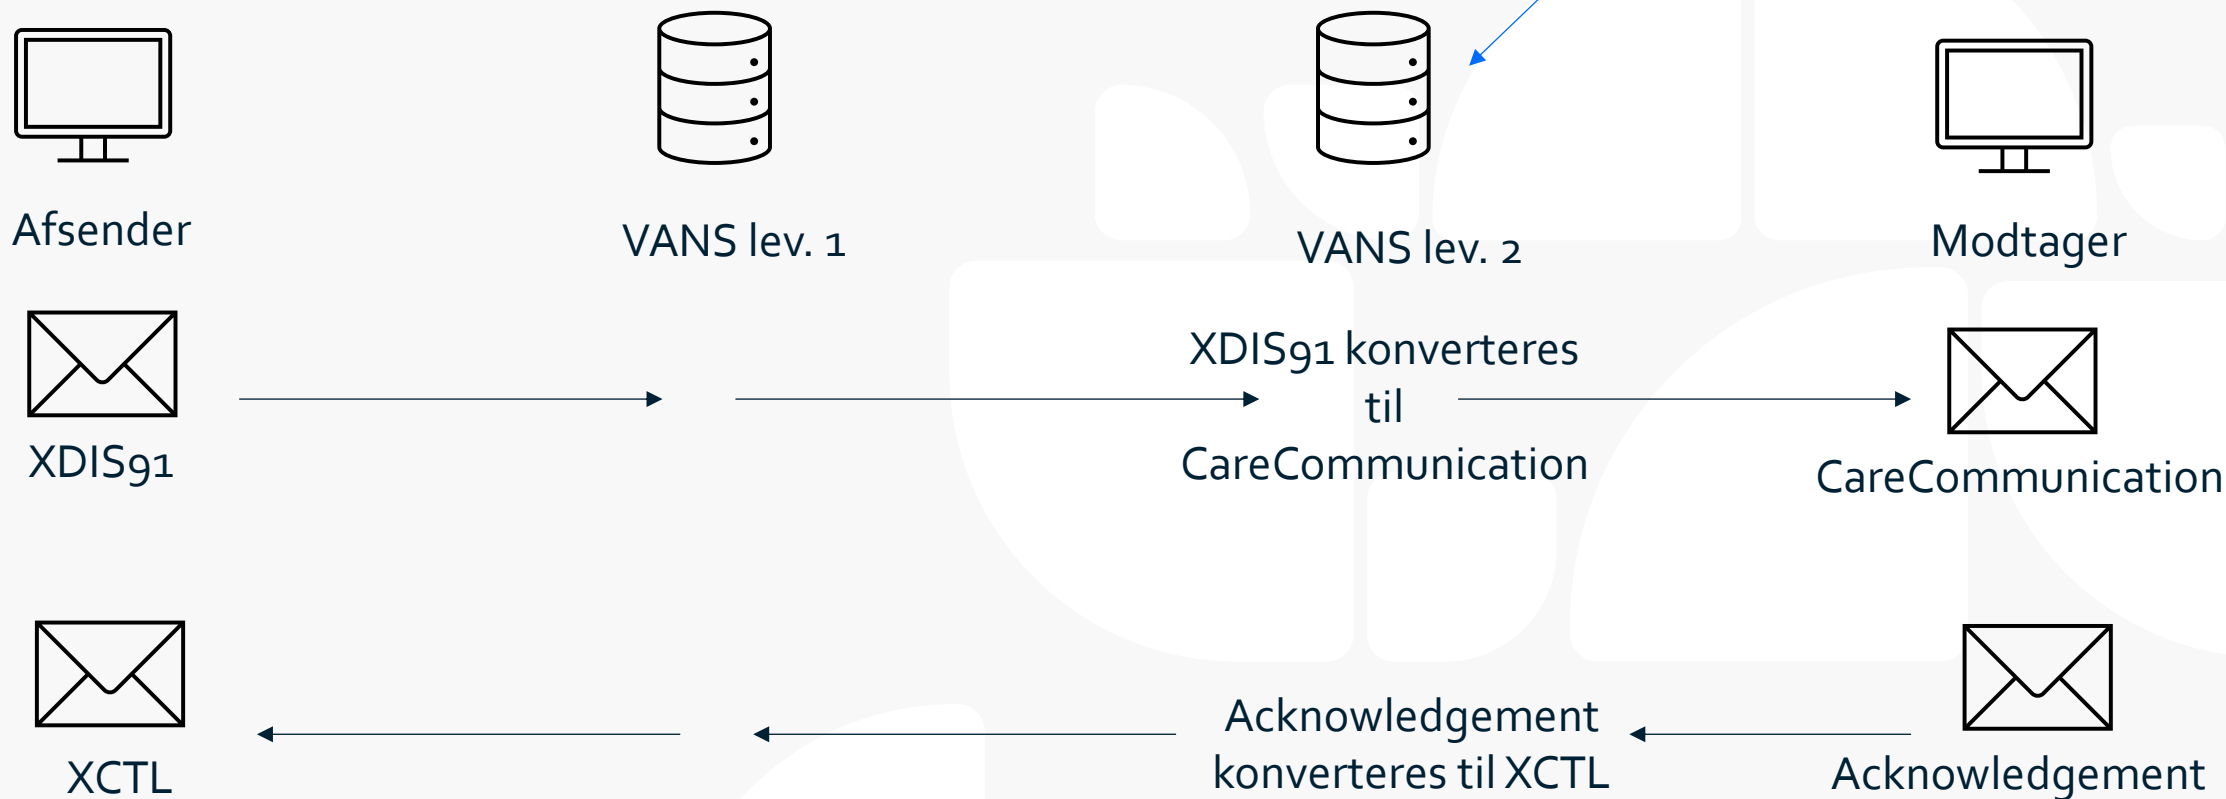 Afsender
VANS lev. 1
VANS lev. 2
Modtager
XDIS91
XDIS91 konverteres
til
CareCommunication
CareCommunication
XCTL
Acknowledgement
konverteres til XCTL
Acknowledgement